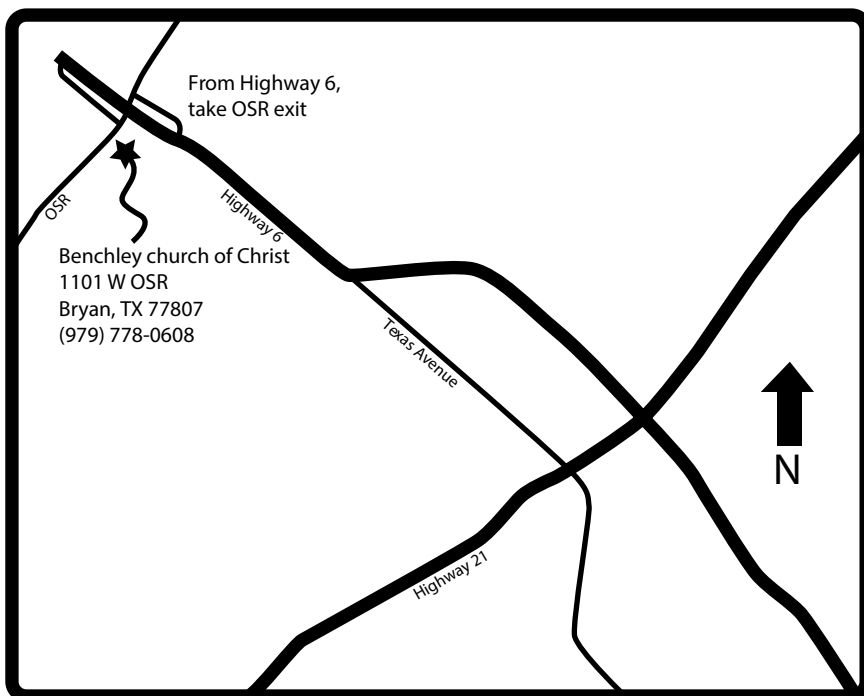 From Highway 6,
take OSR exit
OSR
Highway 6
Benchley church of Christ
1101 W OSR
Bryan, TX 77807
(979) 778-0608
Texas Avenue
N
Highway 21